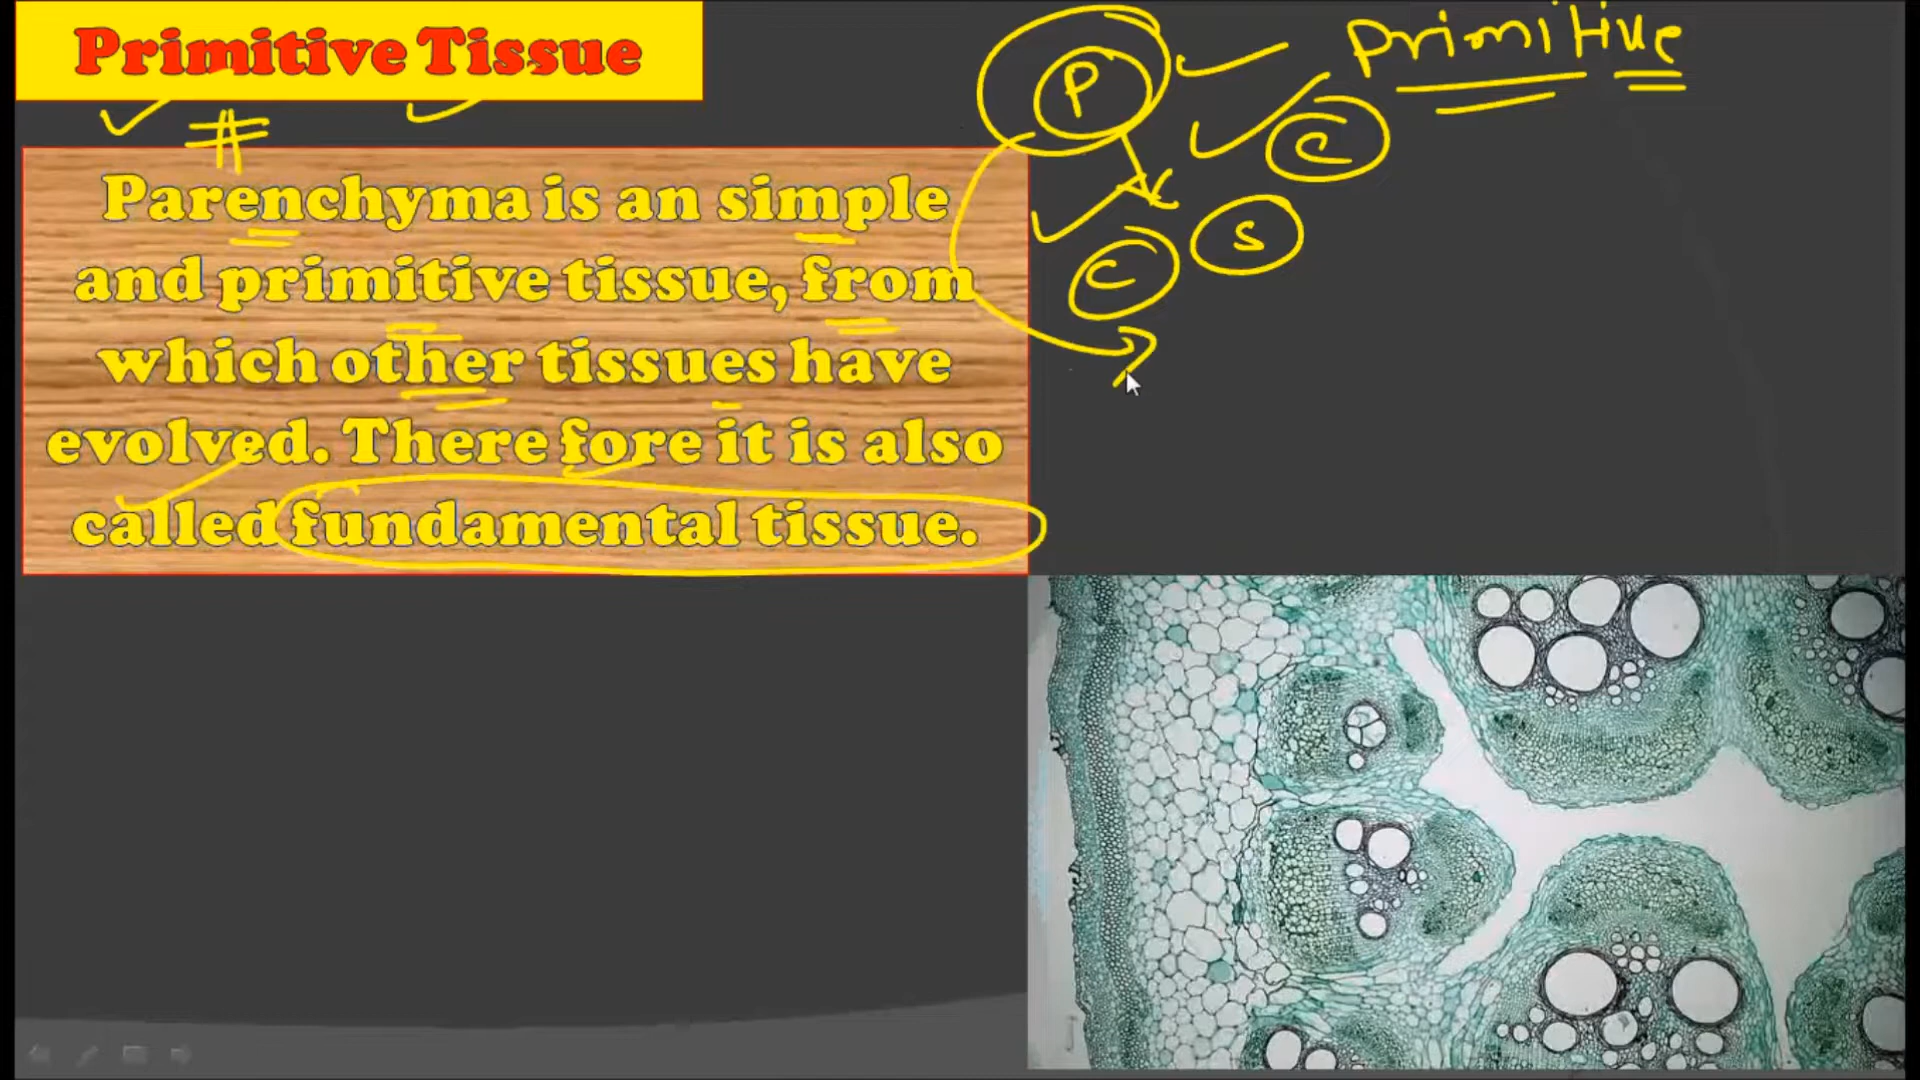 Primitive Tissue
P
Primitive
C
S
C
Parenchyma is an simple
and primitive tissue, from
which other tissues have
evolved. There fore it is also
called fundamental tissue.